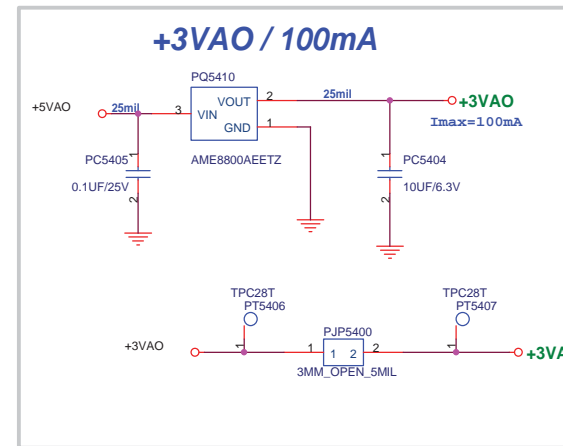 +3VAO / 100mA
PQ5410
+5VAO 25mil 3 VIN VOUT 2 25mil +3VAO
GND 1 Imax=100mA
AME8800AEETZ
PC5405 1 2
0.1UF/25V
PC5404 1 2
10UF/6.3V
TPC28T
PT5406
TPC28T
PT5407
PJP5400
+3VAO 1 1 1 2 2 1 +3VA
3MM_OPEN_5MIL